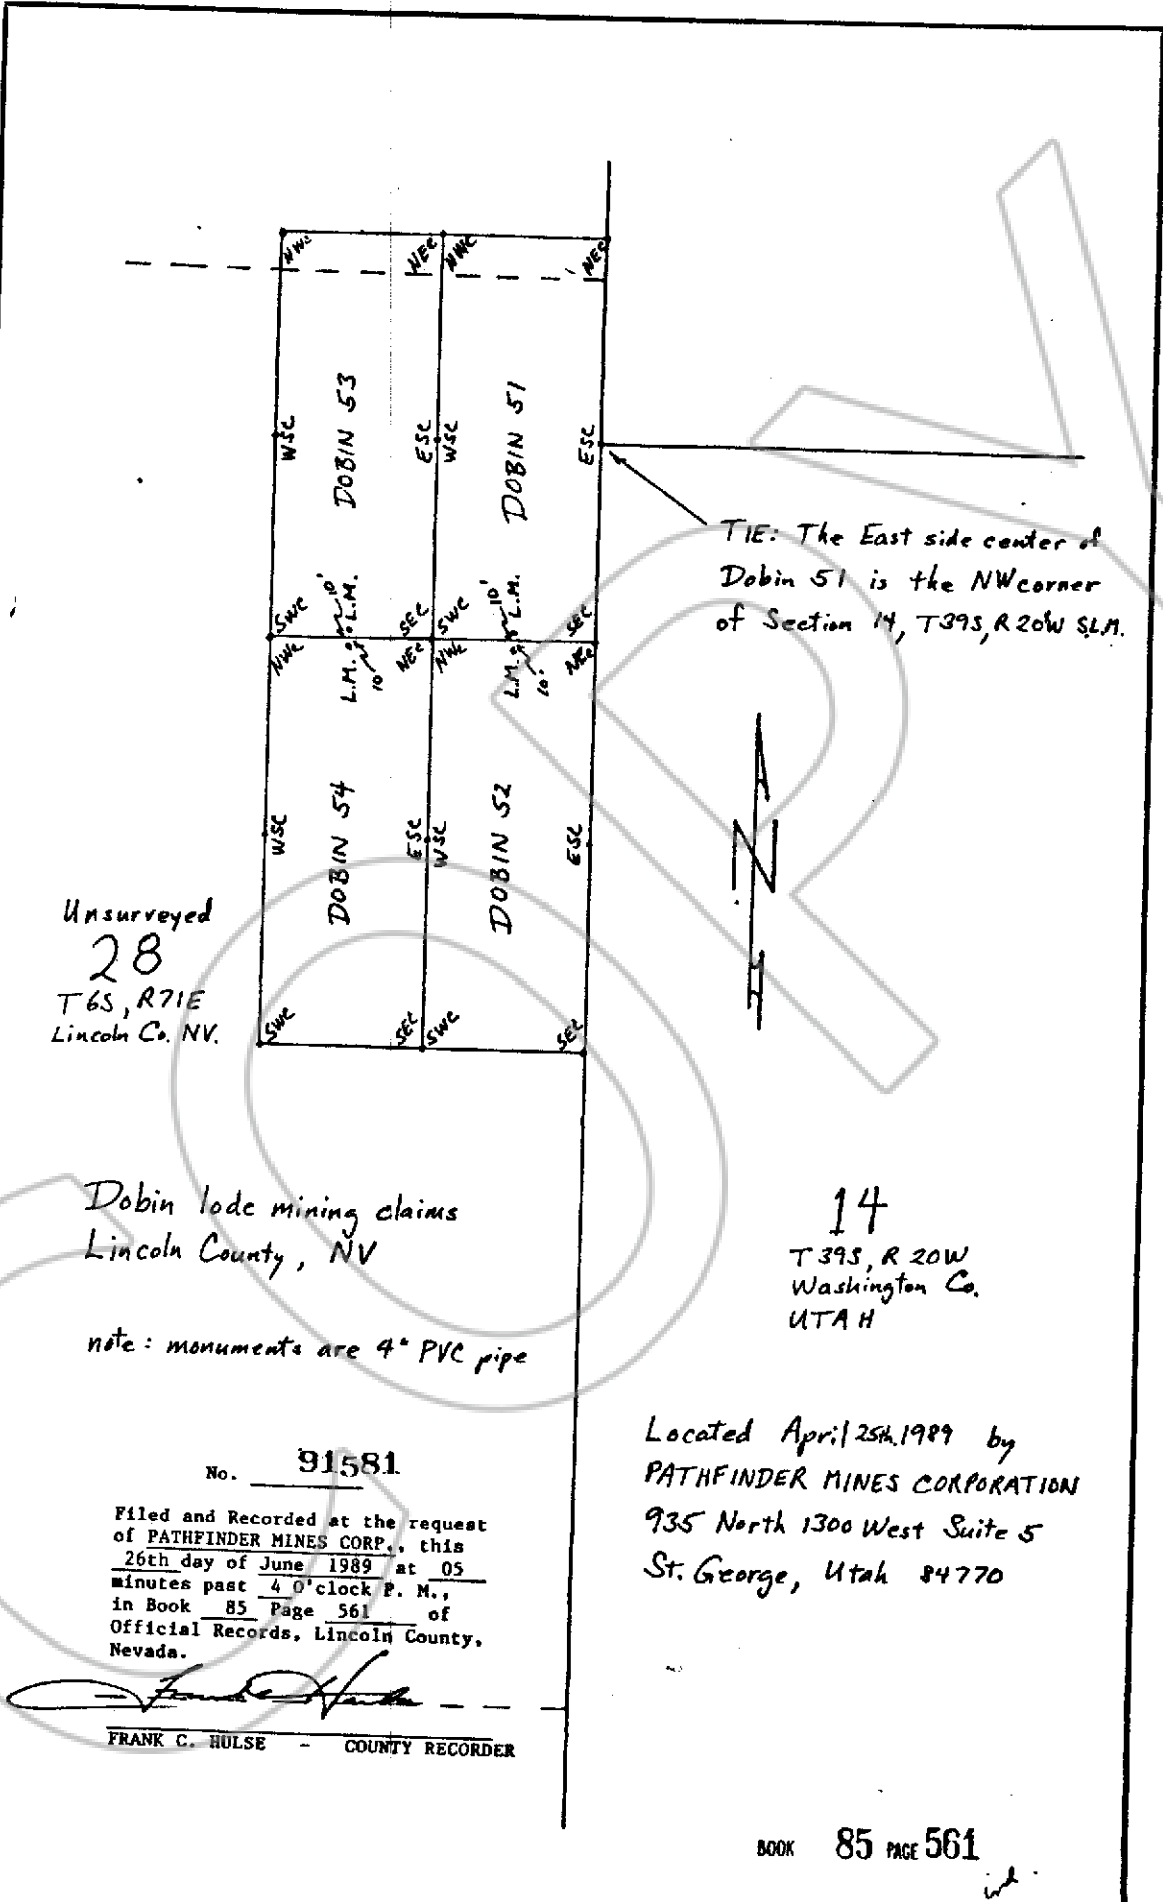 NWC
NEC
NWC
NEC
DOBIN 53
DOBIN 51
WSC
ESC
WSC
ESC
TIE: The East side center of
Dobin 51 is the NW corner
of Section 14, T39S, R20W S.L.M.
SWC
10'
L.M.
SEC
SWC
10'
L.M.
SEC
NWC
L.M.
10'
NEC
NWC
L.M.
10'
NEC
N
DOBIN 54
DOBIN 52
WSC
ESC
WSC
ESC
Unsurveyed
28
T6S, R71E
Lincoln Co. NV.
SWC
SEC
SWC
SEC
Dobin lode mining claims
Lincoln County, NV
note: monuments are 4" PVC pipe
14
T39S, R 20W
Washington Co.
UTAH
Located April 25th, 1989 by
PATHFINDER MINES CORPORATION
935 North 1300 West Suite 5
St. George, Utah 84770
No. 91581
Filed and Recorded at the request
of PATHFINDER MINES CORP., this
26th day of June 1989 at 05
minutes past 4 O'clock P. M.,
in Book 85 Page 561 of
Official Records, Lincoln County,
Nevada.
FRANK C. HULSE - COUNTY RECORDER
BOOK 85 PAGE 561
COPY